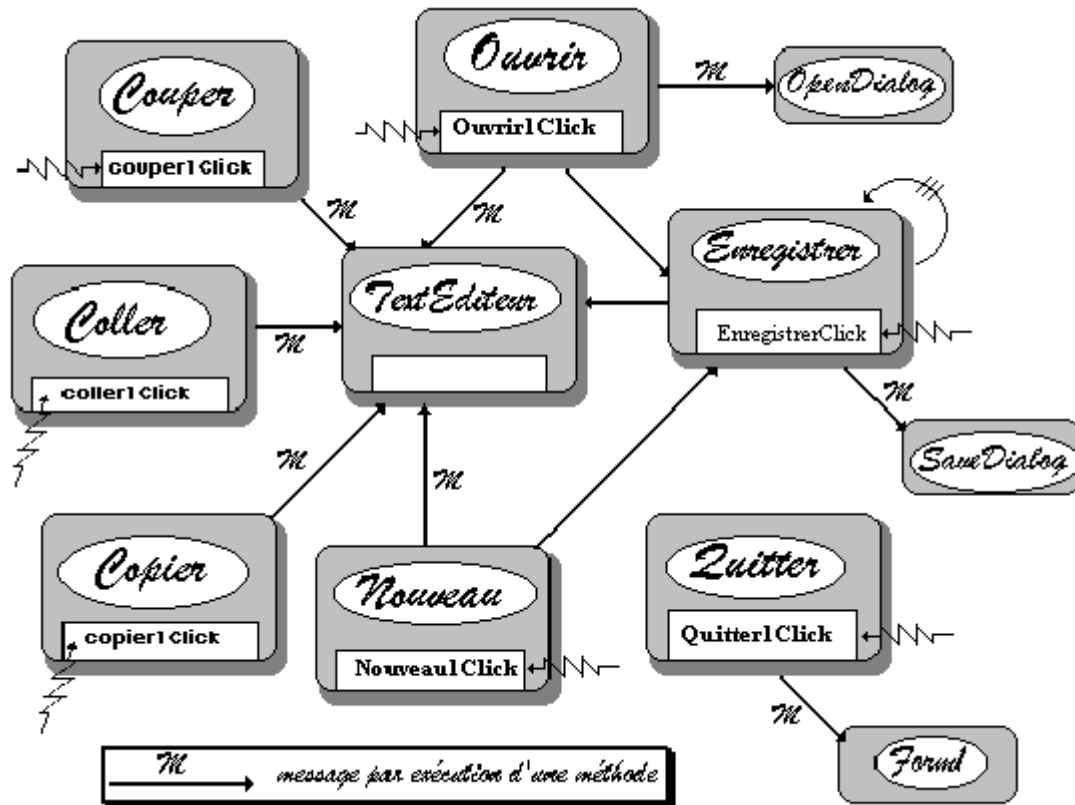 Couper
couper1Click
Ouvrir
Ouvrir1Click
M
OpenDialog
M
M
Enregistrer
EnregistrerClick
TextEditeur
Coller
coller1Click
M
M
SaveDialog
M
M
Copier
copier1Click
Nouveau
Nouveau1Click
Quitter
Quitter1Click
M
Form1
M
message par exécution d'une méthode